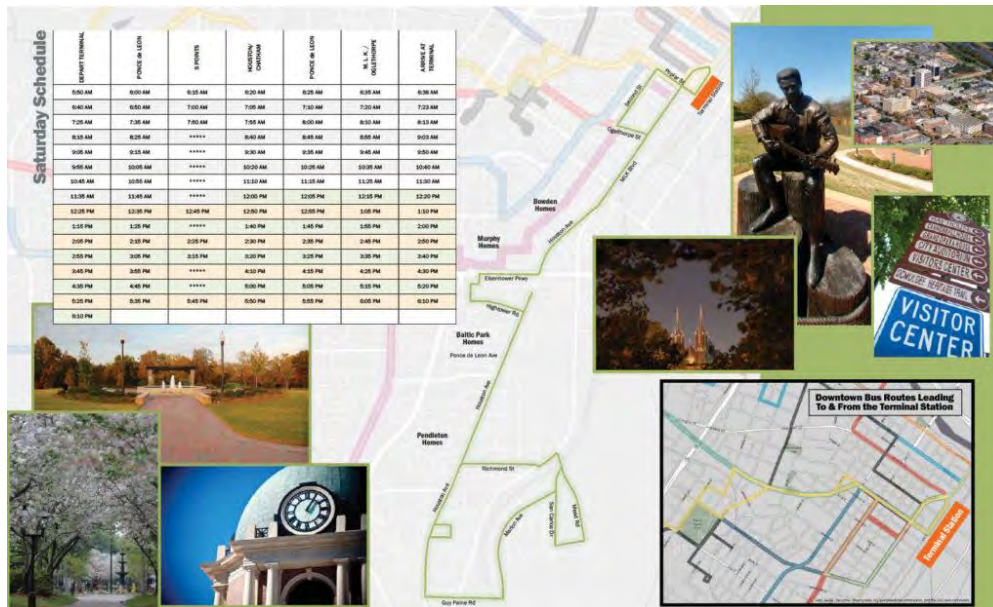 Saturday Schedule
DEPART TERMINAL PONCE de LEON 5 POINTS HOUSTON/ CHATHAM PONCE de LEON M. L. K. / OGLETHORPE ARRIVE AT TERMINAL
5:50 AM 6:00 AM 6:15 AM 6:20 AM 6:25 AM 6:35 AM 6:38 AM
6:40 AM 6:50 AM 7:00 AM 7:05 AM 7:10 AM 7:20 AM 7:23 AM
7:25 AM 7:35 AM 7:50 AM 7:55 AM 8:00 AM 8:10 AM 8:13 AM
8:15 AM 8:25 AM ***** 8:40 AM 8:45 AM 8:55 AM 9:03 AM
9:05 AM 9:15 AM ***** 9:30 AM 9:35 AM 9:45 AM 9:50 AM
9:55 AM 10:05 AM ***** 10:20 AM 10:25 AM 10:35 AM 10:40 AM
10:45 AM 10:55 AM ***** 11:10 AM 11:15 AM 11:25 AM 11:30 AM
11:35 AM 11:45 AM ***** 12:00 PM 12:05 PM 12:15 PM 12:20 PM
12:25 PM 12:35 PM 12:45 PM 12:50 PM 12:55 PM 1:05 PM 1:10 PM
1:15 PM 1:25 PM ***** 1:40 PM 1:45 PM 1:55 PM 2:00 PM
2:05 PM 2:15 PM 2:25 PM 2:30 PM 2:35 PM 2:45 PM 2:50 PM
2:55 PM 3:05 PM 3:15 PM 3:20 PM 3:25 PM 3:35 PM 3:40 PM
3:45 PM 3:55 PM ***** 4:10 PM 4:15 PM 4:25 PM 4:30 PM
4:35 PM 4:45 PM ***** 5:00 PM 5:05 PM 5:15 PM 5:20 PM
5:25 PM 5:35 PM 5:45 PM 5:50 PM 5:55 PM 6:05 PM 6:10 PM
6:10 PM
Poplar St
Second St
Terminal Station
Oglethorpe St
MLK Blvd
Bowden
Homes
Houston Ave
Murphy
Homes
Eisenhower Pkwy
Hightower Rd
Baltic Park
Homes
Ponce de Leon Ave
Houston Ave
Pendleton
Homes
Richmond St
Houston Ave
Marion Ave
San Carlos Dr
Mead Rd
Guy Paine Rd
CITY AUDITORIUM
VISITORS CENTER
VISITOR
CENTER
Downtown Bus Routes Leading
To & From the Terminal Station
Terminal Station